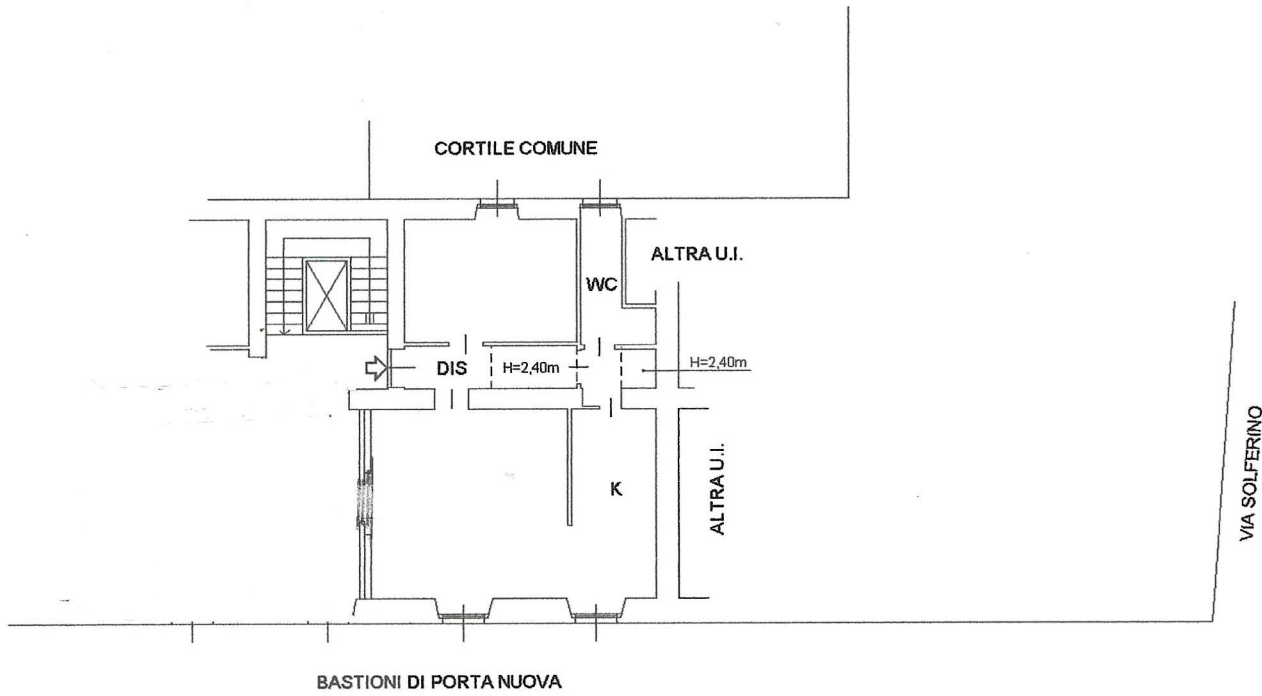 CORTILE COMUNE
ALTRA U.I.
WC
DIS
H=2,40m
H=2,40m
K
ALTRA U.I.
VIA SOLFERINO
BASTIONI DI PORTA NUOVA